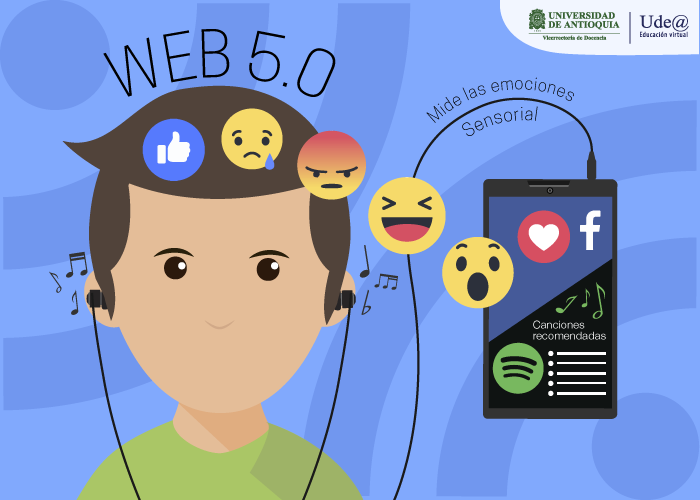 UNIVERSIDAD
DE ANTIOQUIA
Vicerrectoría de Docencia
Ude@
Educación virtual
WEB 5.0
Mide las emociones
Sensorial
f
Canciones
recomendadas